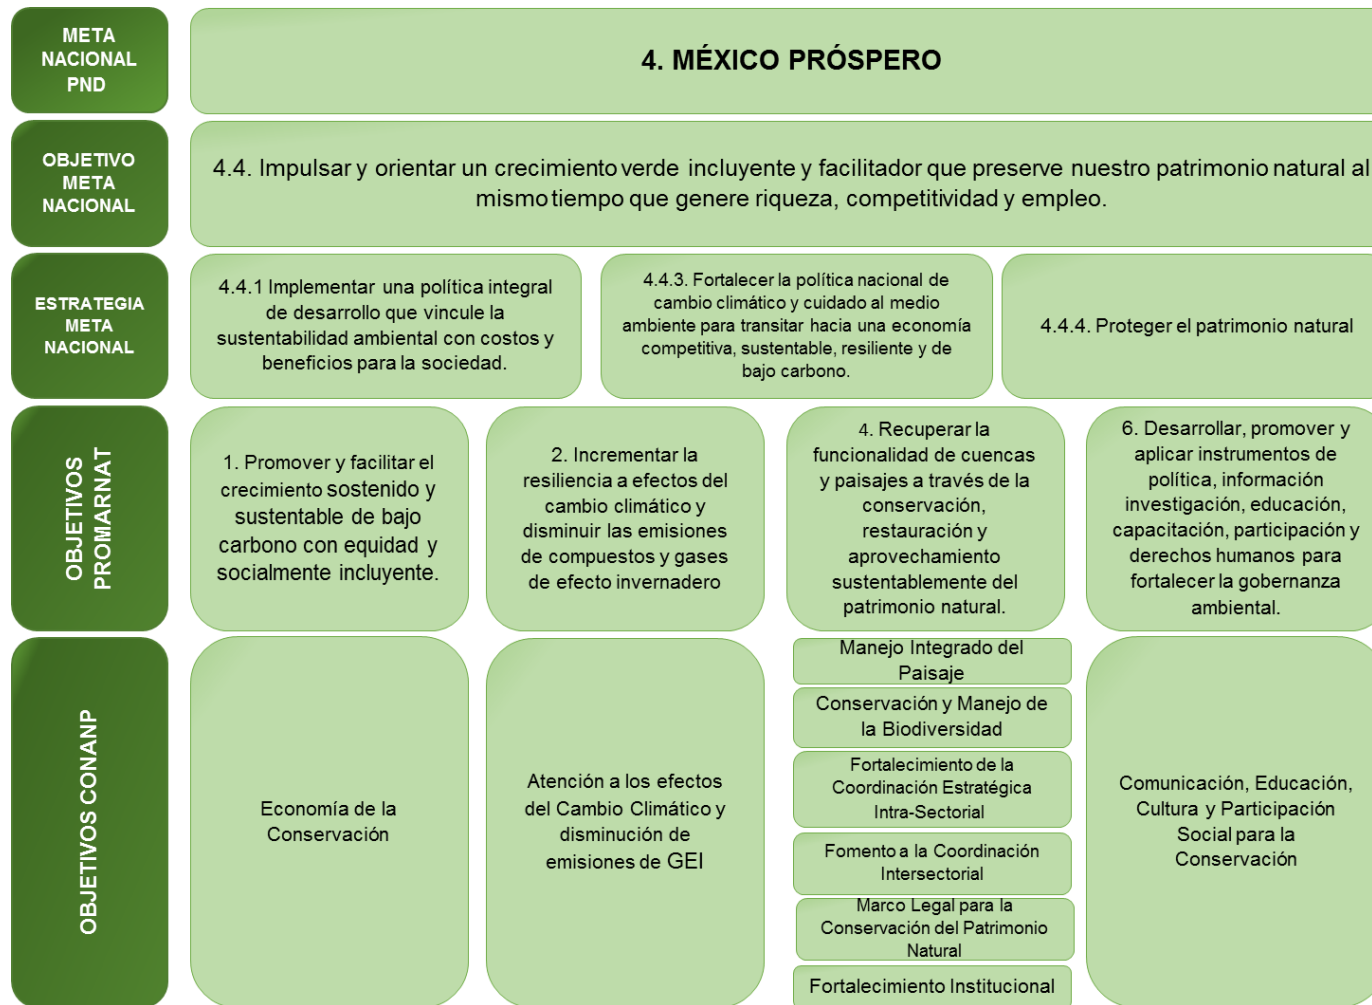 META
NACIONAL
PND
4. MÉXICO PRÓSPERO
OBJETIVO
META
NACIONAL
4.4. Impulsar y orientar un crecimiento verde incluyente y facilitador que preserve nuestro patrimonio natural al
mismo tiempo que genere riqueza, competitividad y empleo.
ESTRATEGIA
META
NACIONAL
4.4.1 Implementar una política integral
de desarrollo que vincule la
sustentabilidad ambiental con costos y
beneficios para la sociedad.
4.4.3. Fortalecer la política nacional de
cambio climático y cuidado al medio
ambiente para transitar hacia una economía
competitiva, sustentable, resiliente y de
bajo carbono.
4.4.4. Proteger el patrimonio natural
OBJETIVOS
PROMARNAT
1. Promover y facilitar el
crecimiento sostenido y
sustentable de bajo
carbono con equidad y
socialmente incluyente.
2. Incrementar la
resiliencia a efectos del
cambio climático y
disminuir las emisiones
de compuestos y gases
de efecto invernadero
4. Recuperar la
funcionalidad de cuencas
y paisajes a través de la
conservación,
restauración y
aprovechamiento
sustentablemente del
patrimonio natural.
6. Desarrollar, promover y
aplicar instrumentos de
política, información
investigación, educación,
capacitación, participación y
derechos humanos para
fortalecer la gobernanza
ambiental.
OBJETIVOS CONANP
Economía de la
Conservación
Atención a los efectos
del Cambio Climático y
disminución de
emisiones de GEI
Manejo Integrado del
Paisaje
Conservación y Manejo de
la Biodiversidad
Fortalecimiento de la
Coordinación Estratégica
Intra-Sectorial
Fomento a la Coordinación
Intersectorial
Marco Legal para la
Conservación del Patrimonio
Natural
Fortalecimiento Institucional
Comunicación, Educación,
Cultura y Participación
Social para la
Conservación